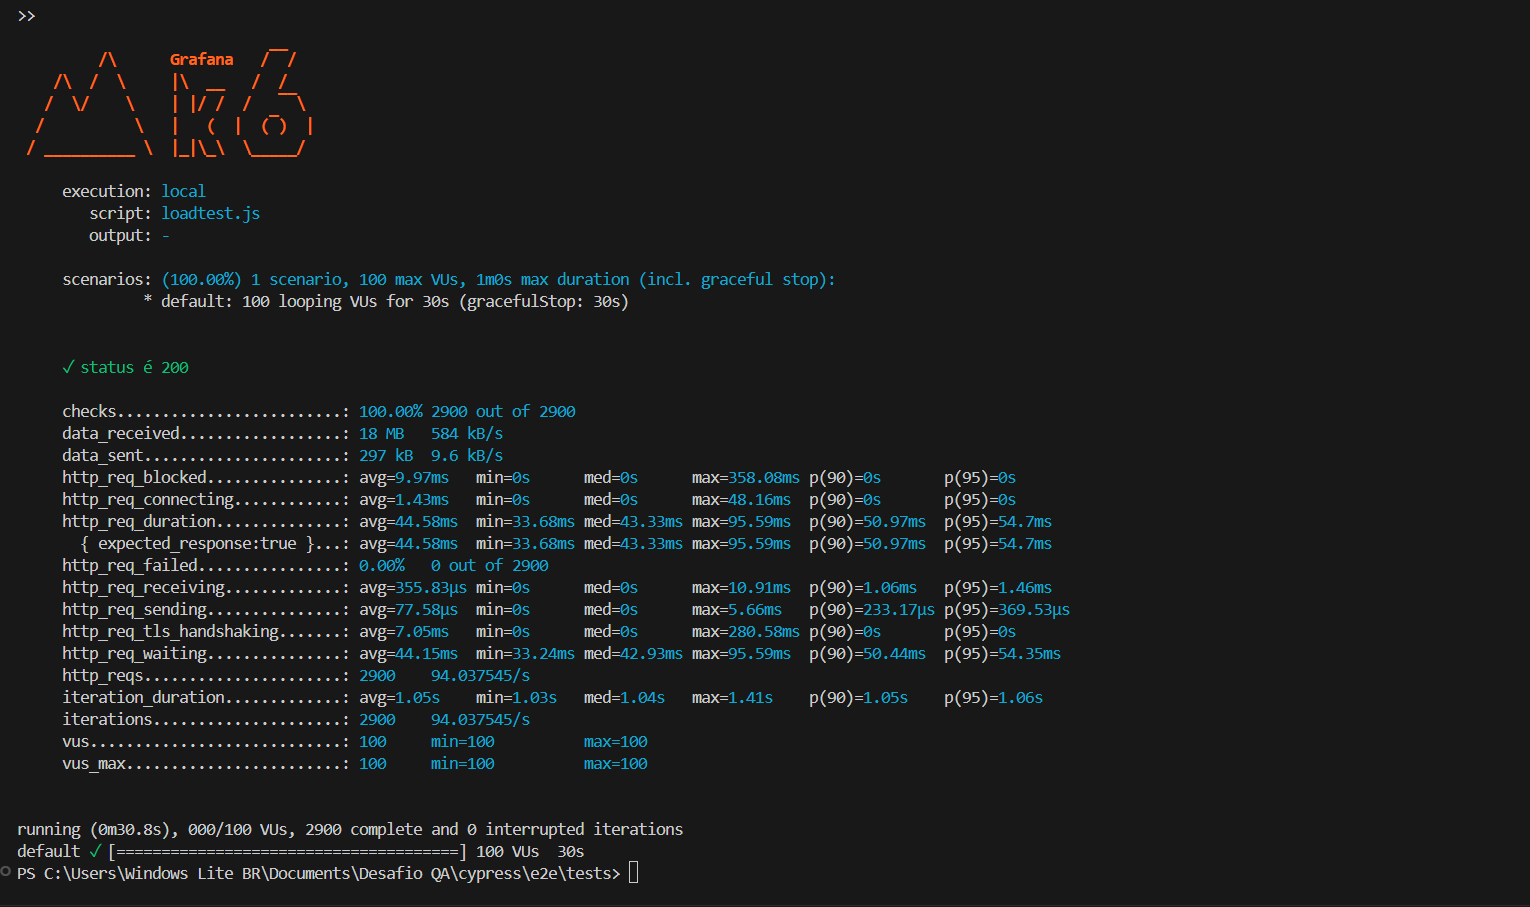 >>
Grafana
execution: local
script: loadtest.js
output: -
scenarios: (100.00%) 1 scenario, 100 max VUs, 1m0s max duration (incl. graceful stop):
* default: 100 looping VUs for 30s (gracefulStop: 30s)
✓ status é 200
checks.........................: 100.00% 2900 out of 2900
data_received..................: 18 MB 584 kB/s
data_sent......................: 297 kB 9.6 kB/s
http_req_blocked...............: avg=9.97ms min=0s med=0s max=358.08ms p(90)=0s p(95)=0s
http_req_connecting............: avg=1.43ms min=0s med=0s max=48.16ms p(90)=0s p(95)=0s
http_req_duration..............: avg=44.58ms min=33.68ms med=43.33ms max=95.59ms p(90)=50.97ms p(95)=54.7ms
{ expected_response:true }...: avg=44.58ms min=33.68ms med=43.33ms max=95.59ms p(90)=50.97ms p(95)=54.7ms
http_req_failed................: 0.00% 0 out of 2900
http_req_receiving.............: avg=355.83µs min=0s med=0s max=10.91ms p(90)=1.06ms p(95)=1.46ms
http_req_sending...............: avg=77.58µs min=0s med=0s max=5.66ms p(90)=233.17µs p(95)=369.53µs
http_req_tls_handshaking.......: avg=7.05ms min=0s med=0s max=280.58ms p(90)=0s p(95)=0s
http_req_waiting...............: avg=44.15ms min=33.24ms med=42.93ms max=95.59ms p(90)=50.44ms p(95)=54.35ms
http_reqs......................: 2900 94.037545/s
iteration_duration.............: avg=1.05s min=1.03s med=1.04s max=1.41s p(90)=1.05s p(95)=1.06s
iterations.....................: 2900 94.037545/s
vus............................: 100 min=100 max=100
vus_max........................: 100 min=100 max=100
running (0m30.8s), 000/100 VUs, 2900 complete and 0 interrupted iterations
default ✓ [======================================] 100 VUs 30s
PS C:\Users\Windows Lite BR\Documents\Desafio QA\cypress\e2e\tests>